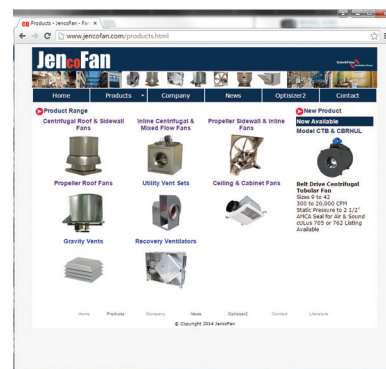 Products - JencoFan - Fa
www.jencofan.com/products.html
JencoFan
Home Products Company News Optisizer2 Contact
Product Range
Centrifugal Roof & Sidewall Fans
Inline Centrifugal & Mixed Flow Fans
Propeller Sidewall & Inline Fans
Propeller Roof Fans
Utility Vent Sets
Ceiling & Cabinet Fans
Gravity Vents
Recovery Ventilators
New Product
Now Available
Model CTB & CBRHUL
Belt Drive Centrifugal
Tubular Fan
Sizes 9 to 42
300 to 20,000 CFM
Static Pressure to 2 1/2"
AMCA Seal for Air & Sound
cULus 705 or 762 Listing
Available
Home Products Company News Optisizer2 Contact Literature
© Copyright 2014 JencoFan